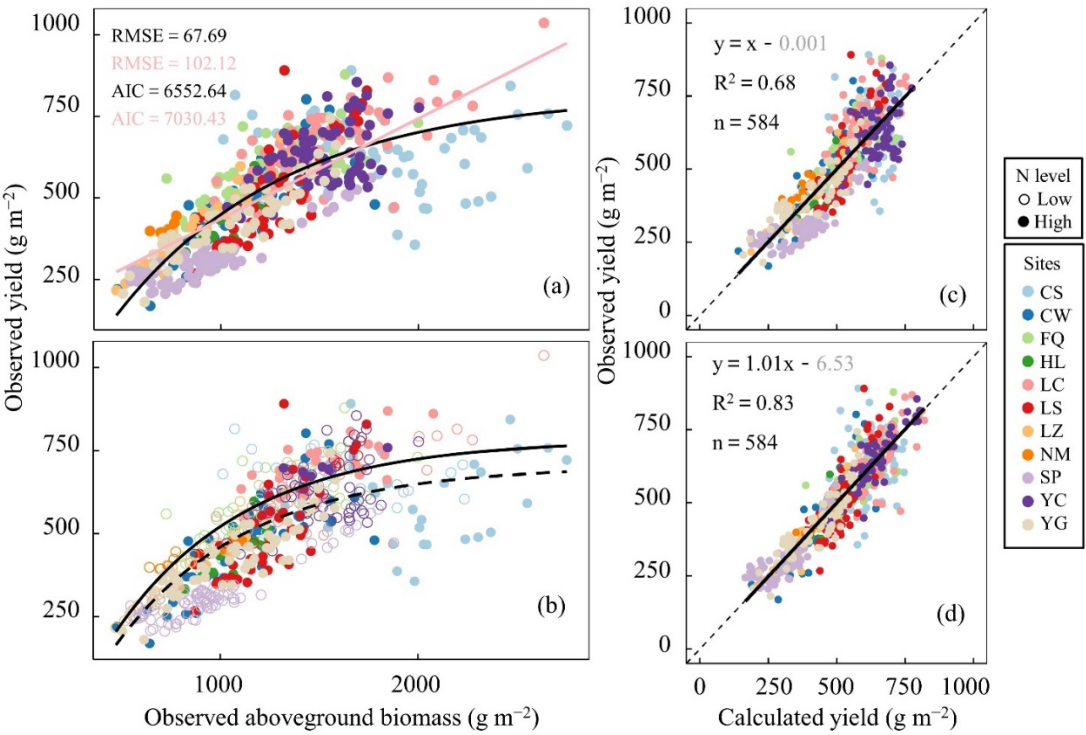 1000
750
500
250
Observed yield (g m⁻²)
RMSE = 67.69
RMSE = 102.12
AIC = 6552.64
AIC = 7030.43
(a)
1000
750
500
250
(b)
1000
2000
Observed aboveground biomass (g m⁻²)
1000
750
500
250
0
Observed yield (g m⁻²)
y = x - 0.001
R² = 0.68
n = 584
(c)
1000
750
500
250
0
y = 1.01x - 6.53
R² = 0.83
n = 584
(d)
0
250
500
750
1000
Calculated yield (g m⁻²)
N level
Low
High
Sites
CS
CW
FQ
HL
LC
LS
LZ
NM
SP
YC
YG